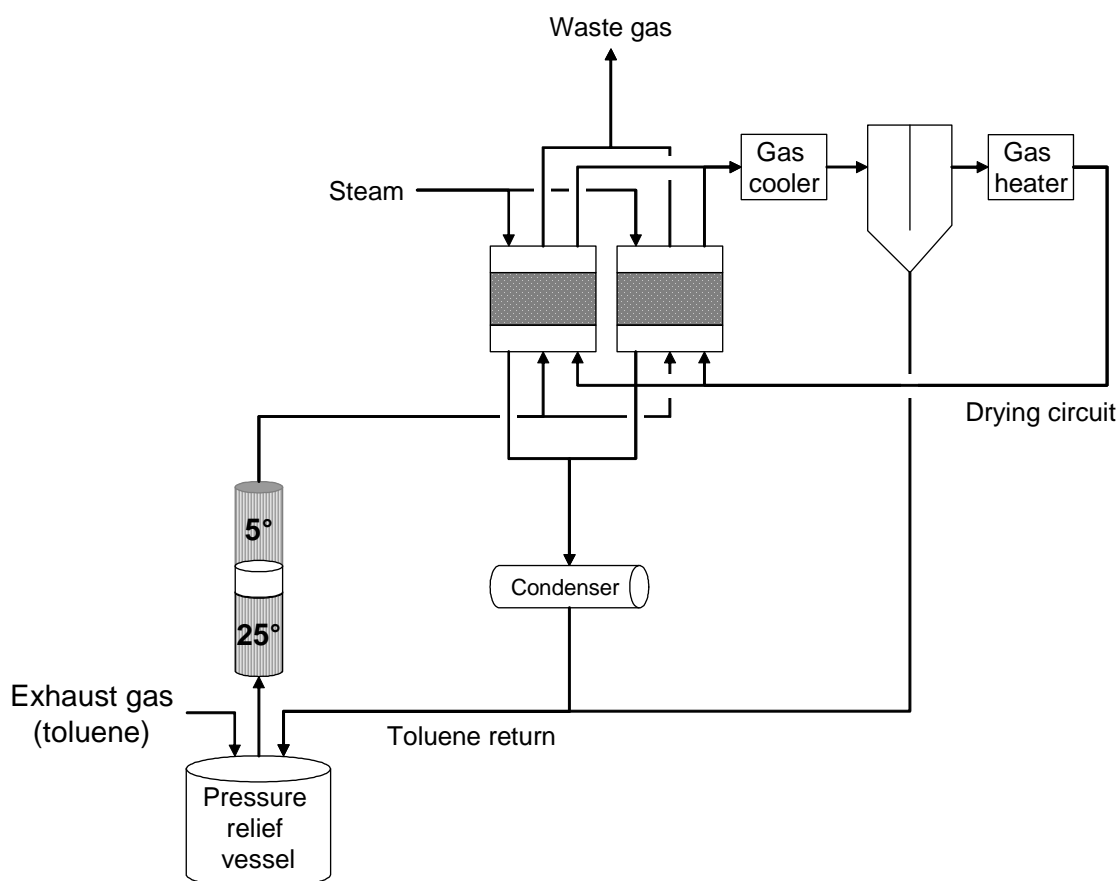 Waste gas
Gas
cooler
Gas
heater
Steam
Drying circuit
5°
25°
Condenser
Exhaust gas
(toluene)
Toluene return
Pressure
relief
vessel